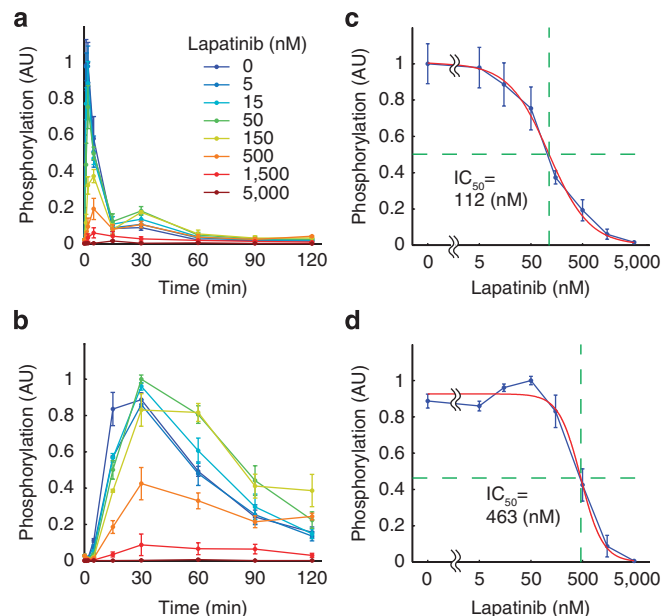 a
Phosphorylation (AU)
1
0.8
0.6
0.4
0.2
0
0 30 60 90 120
Time (min)
Lapatinib (nM)
0
5
15
50
150
500
1,500
5,000
c
Phosphorylation (AU)
1.2
1
0.8
0.6
0.4
0.2
0
IC50=
112 (nM)
0 5 50 500 5,000
Lapatinib (nM)
b
Phosphorylation (AU)
1
0.8
0.6
0.4
0.2
0
0 30 60 90 120
Time (min)
d
Phosphorylation (AU)
1.2
1
0.8
0.6
0.4
0.2
0
IC50=
463 (nM)
0 5 50 500 5,000
Lapatinib (nM)